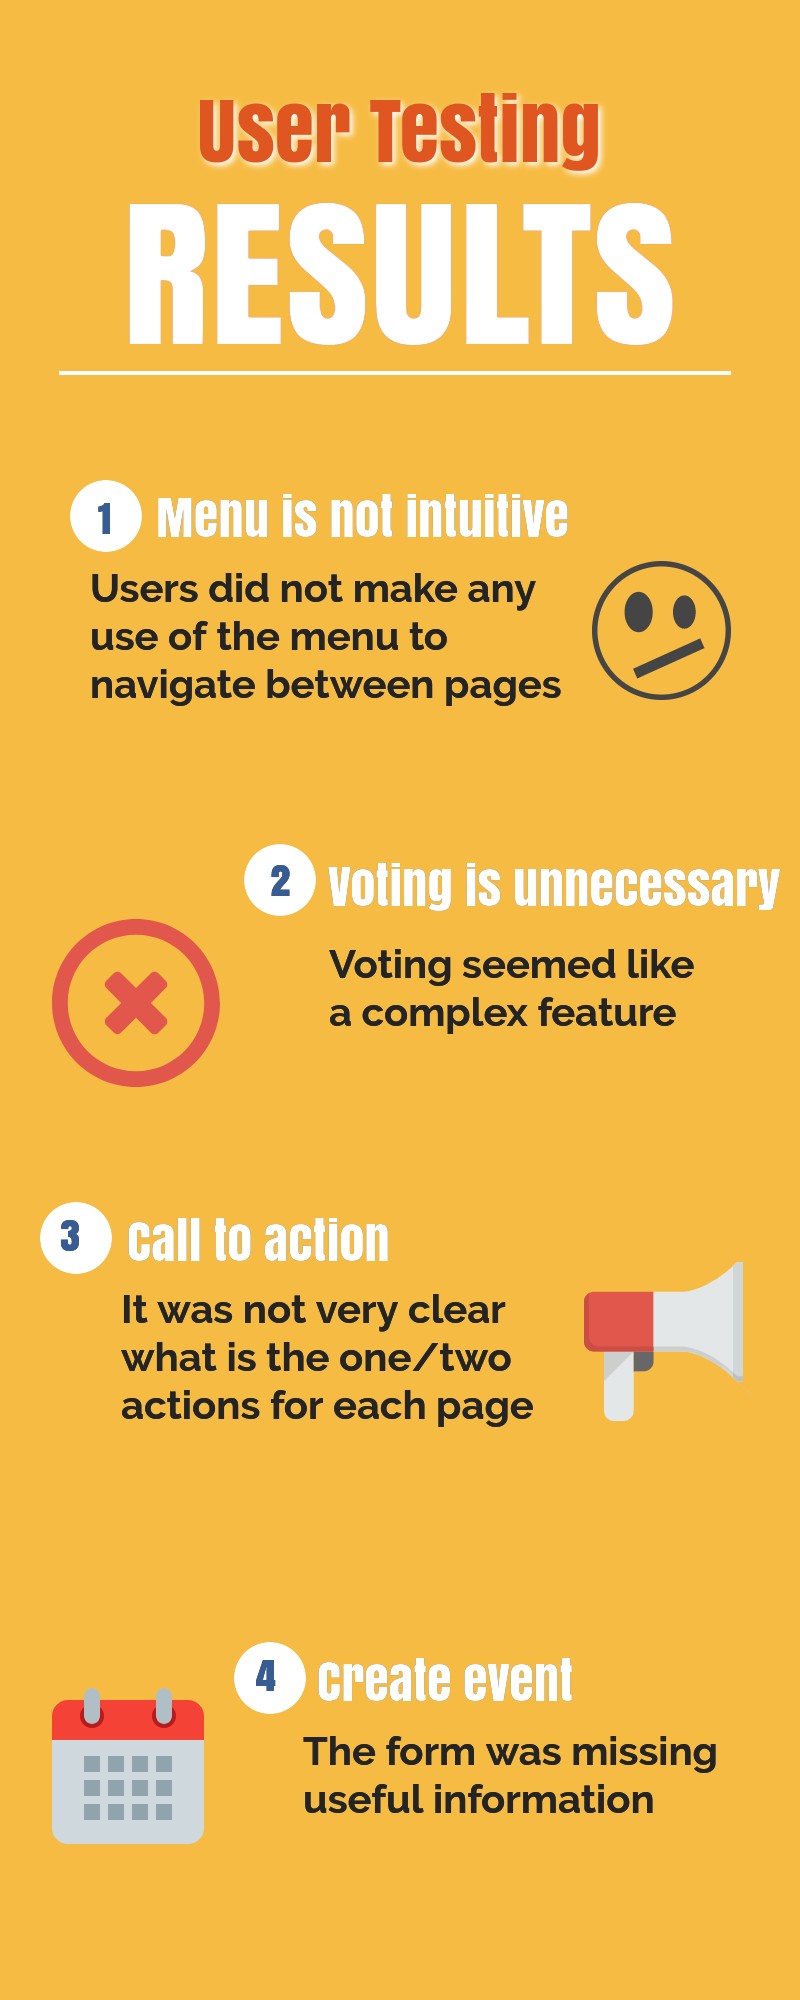 User Testing
RESULTS
1 Menu is not intuitive
Users did not make any
use of the menu to
navigate between pages
2 Voting is unnecessary
Voting seemed like
a complex feature
3 Call to action
It was not very clear
what is the one/two
actions for each page
4 Create event
The form was missing
useful information